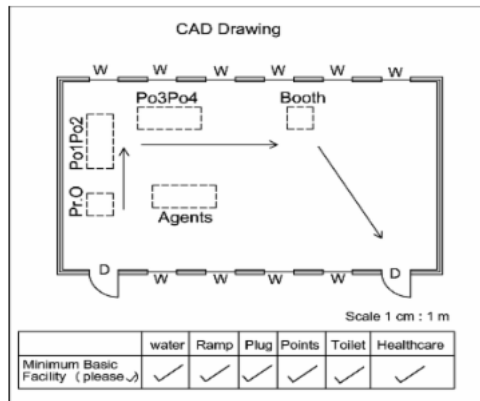 CAD Drawing
W W W W W W
Po3Po4 Booth
Po1Po2
Pr.O
Agents
D W W W W D
Scale 1 cm : 1 m
water Ramp Plug Points Toilet Healthcare
Minimum Basic
Facility (please ✓)
✓ ✓ ✓ ✓ ✓ ✓